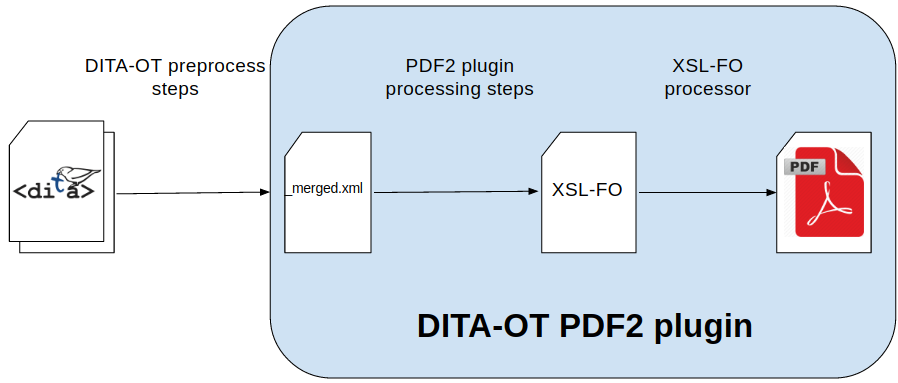 DITA-OT preprocess
steps
PDF2 plugin
processing steps
XSL-FO
processor
<dita>
_merged.xml
XSL-FO
PDF
DITA-OT PDF2 plugin